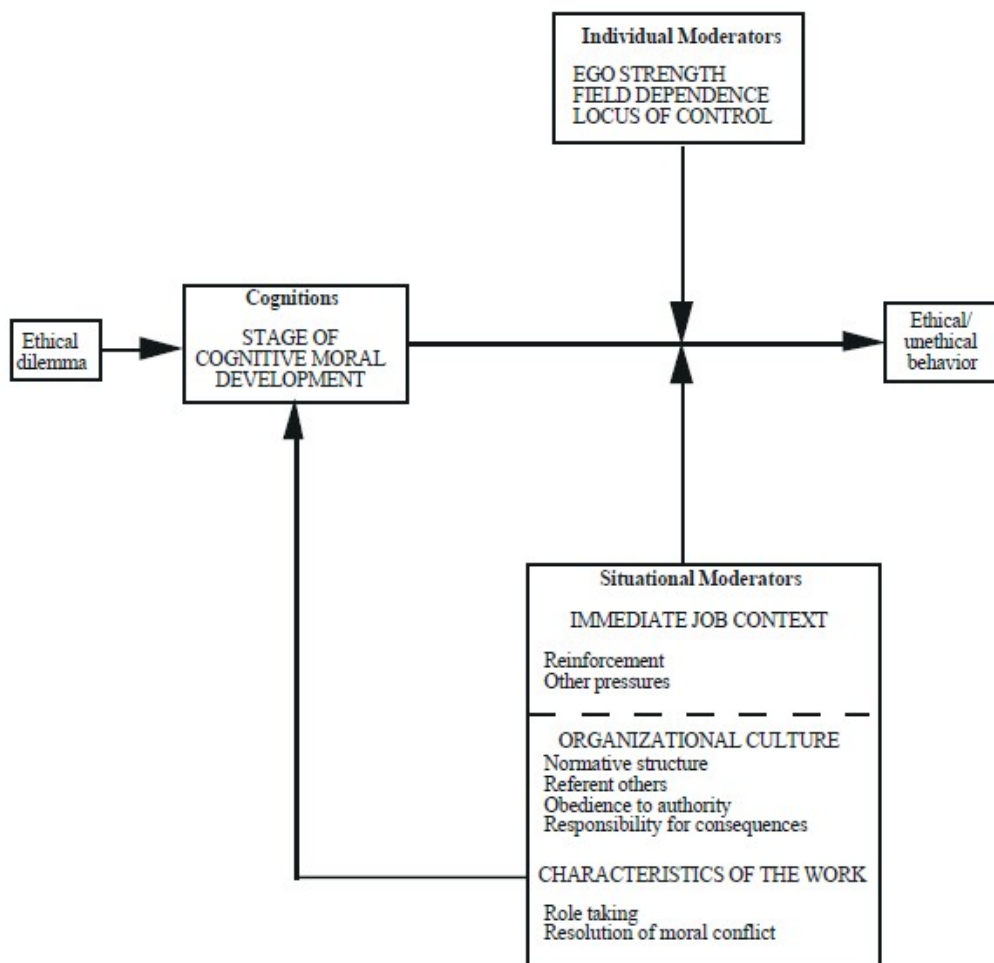 Individual Moderators
EGO STRENGTH
FIELD DEPENDENCE
LOCUS OF CONTROL
Ethical
dilemma
Cognitions
STAGE OF
COGNITIVE MORAL
DEVELOPMENT
Ethical/
unethical
behavior
Situational Moderators
IMMEDIATE JOB CONTEXT
Reinforcement
Other pressures
ORGANIZATIONAL CULTURE
Normative structure
Referent others
Obedience to authority
Responsibility for consequences
CHARACTERISTICS OF THE WORK
Role taking
Resolution of moral conflict